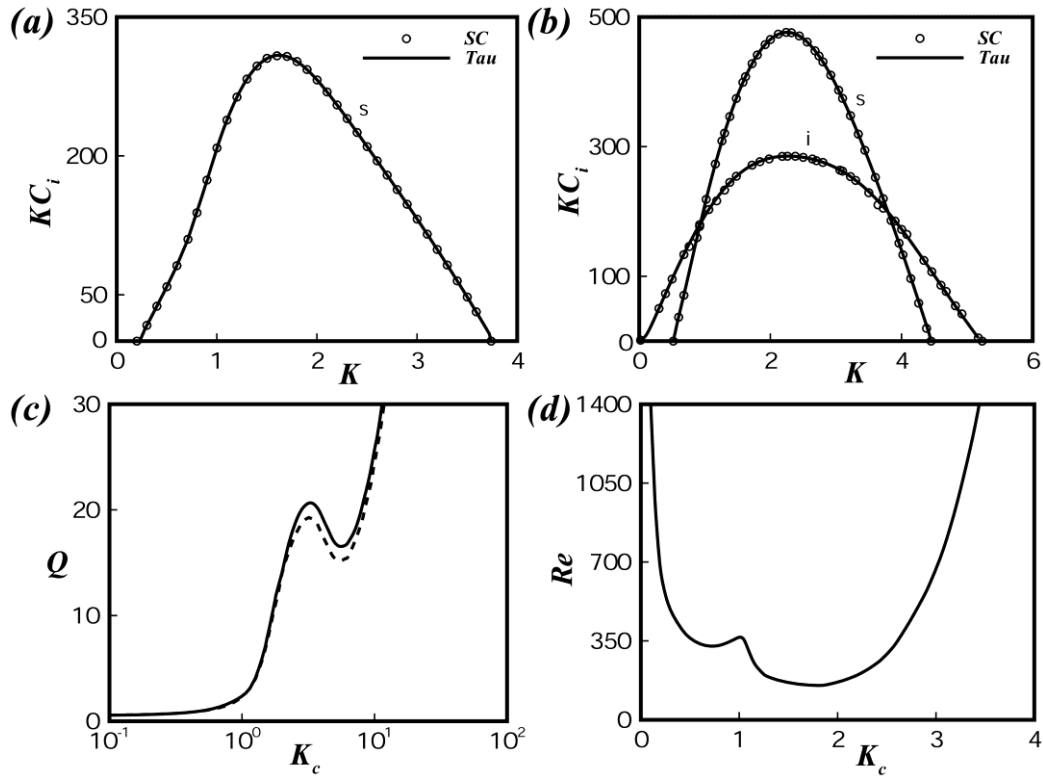 (a)
350
200
50
0
KC_i
SC
Tau
s
0 1 2 3 4
K
(b)
500
400
300
100
0
KC_i
SC
Tau
s
i
0 2 4 6
K
(c)
30
20
10
0
Q
10^-1 10^0 10^1 10^2
K_c
(d)
1400
1050
700
350
0
Re
0 1 2 3 4
K_c